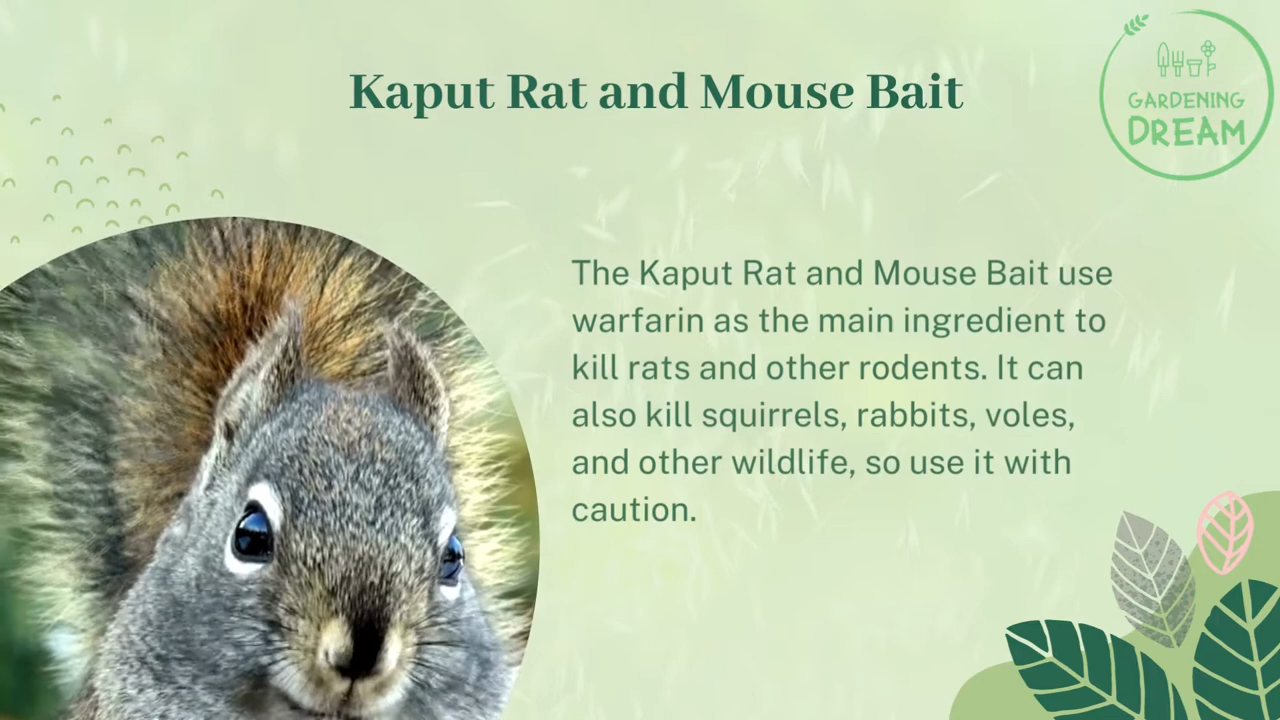 Kaput Rat and Mouse Bait
GARDENING
DREAM
The Kaput Rat and Mouse Bait use
warfarin as the main ingredient to
kill rats and other rodents. It can
also kill squirrels, rabbits, voles,
and other wildlife, so use it with
caution.